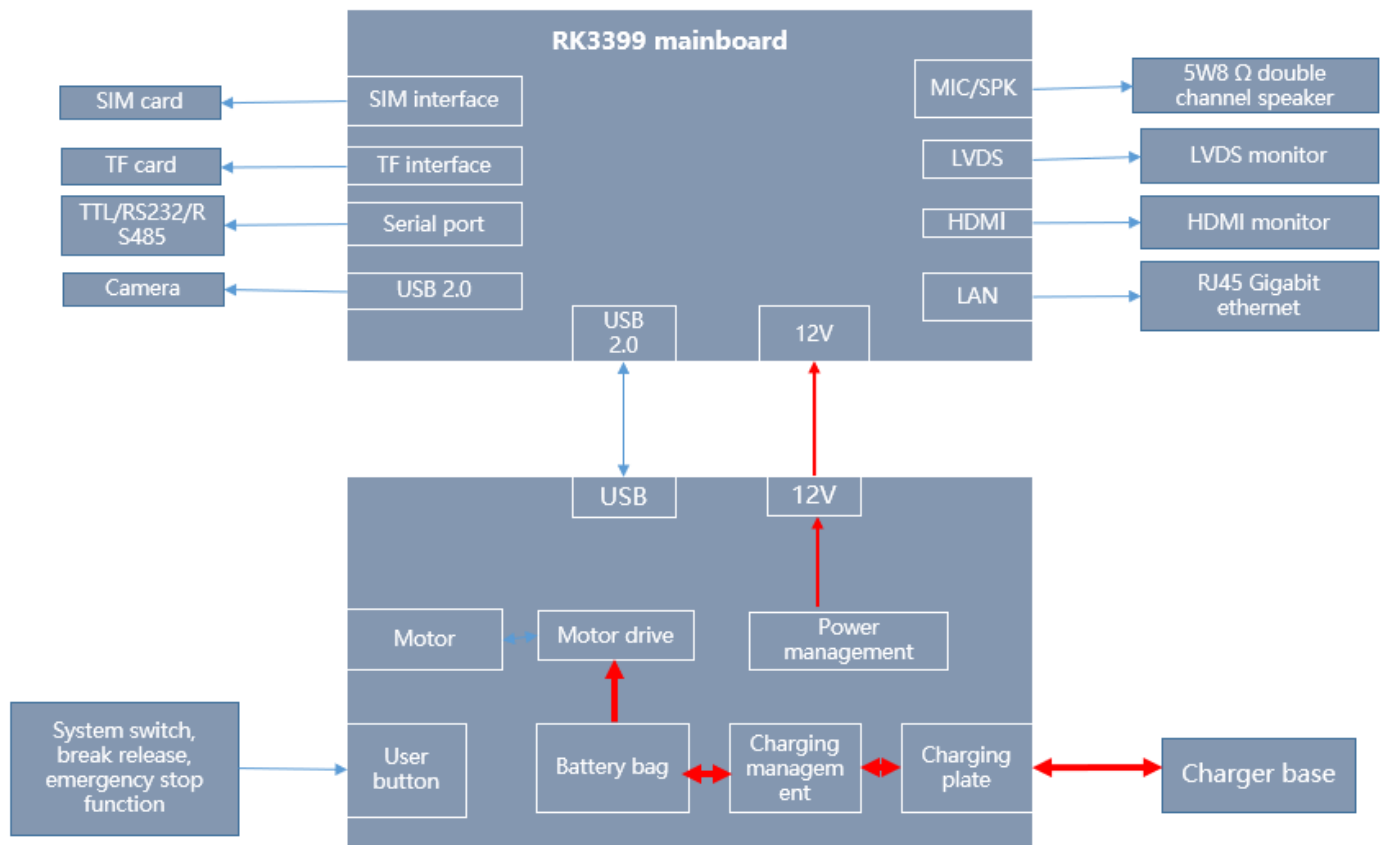 RK3399 mainboard
SIM card
SIM interface
MIC/SPK
5W8 Ω double
channel speaker
TF card
TF interface
LVDS
LVDS monitor
TTL/RS232/R
S485
Serial port
HDMI
HDMI monitor
Camera
USB 2.0
LAN
RJ45 Gigabit
ethernet
USB
2.0
12V
USB
12V
Motor
Motor drive
Power
management
System switch,
break release,
emergency stop
function
User
button
Battery bag
Charging
managem
ent
Charging
plate
Charger base